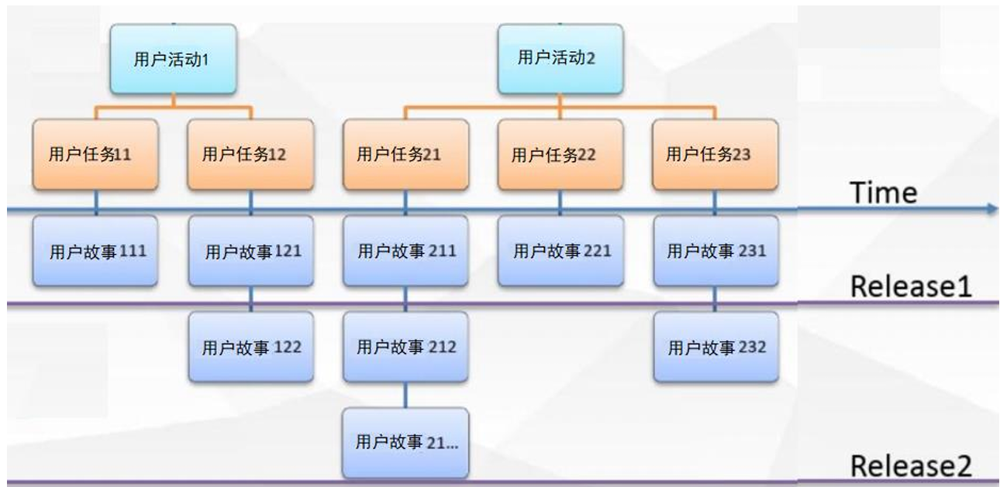 用户活动1
用户活动2
用户任务11
用户任务12
用户任务21
用户任务22
用户任务23
Time
用户故事111
用户故事121
用户故事211
用户故事221
用户故事231
Release1
用户故事122
用户故事212
用户故事232
用户故事21...
Release2